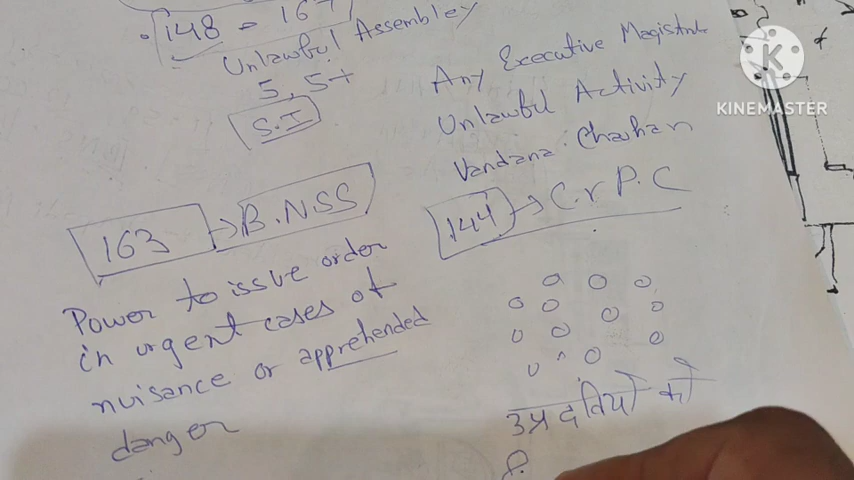 148 =
Unlawful Assembley
5, 5+
S.I
Any Executive Magistrate
Unlawful Activity
Vandana Chauhan
163 → B.NSS
144 → C.r P.C
Power to issue order
in urgent cases of
nuisance or apprehended
danger
को
KINEMASTER